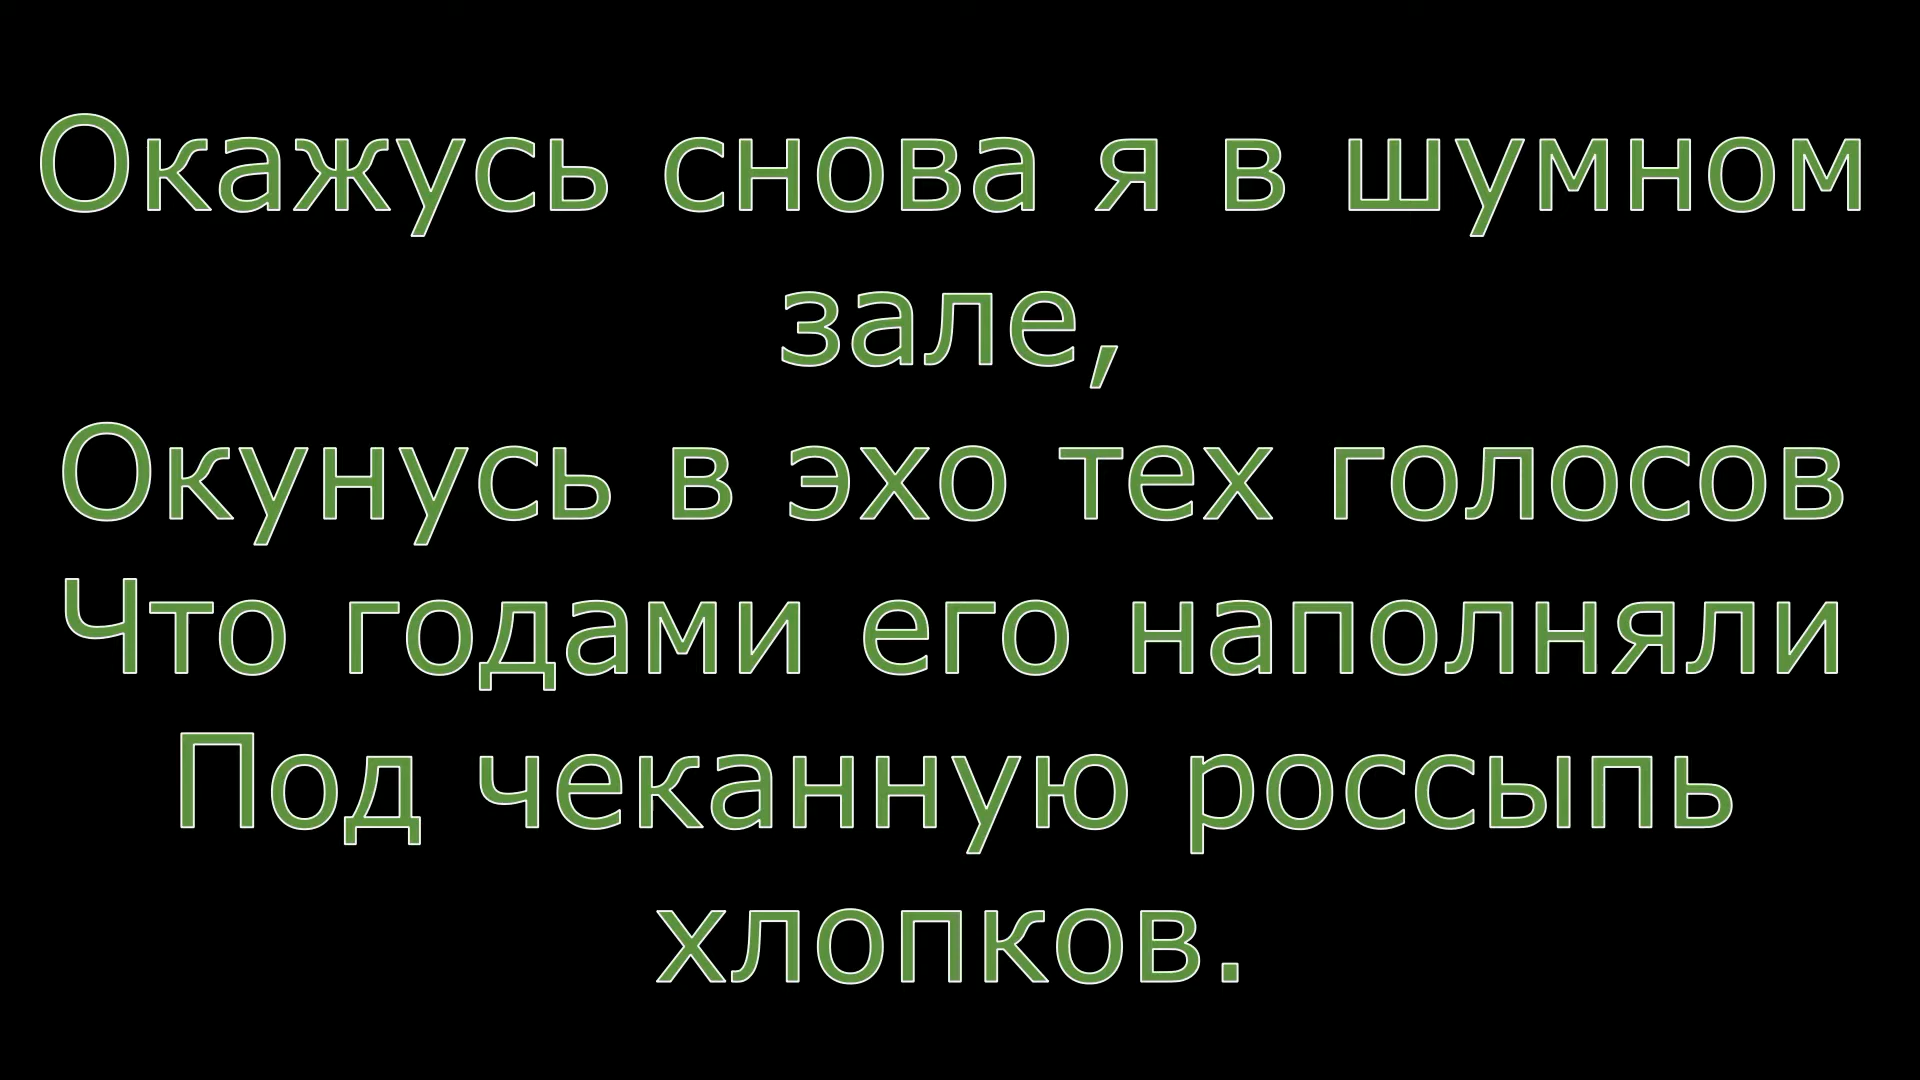 Окажусь снова я в шумном
зале,
Окунусь в эхо тех голосов
Что годами его наполняли
Под чеканную россыпь
хлопков.